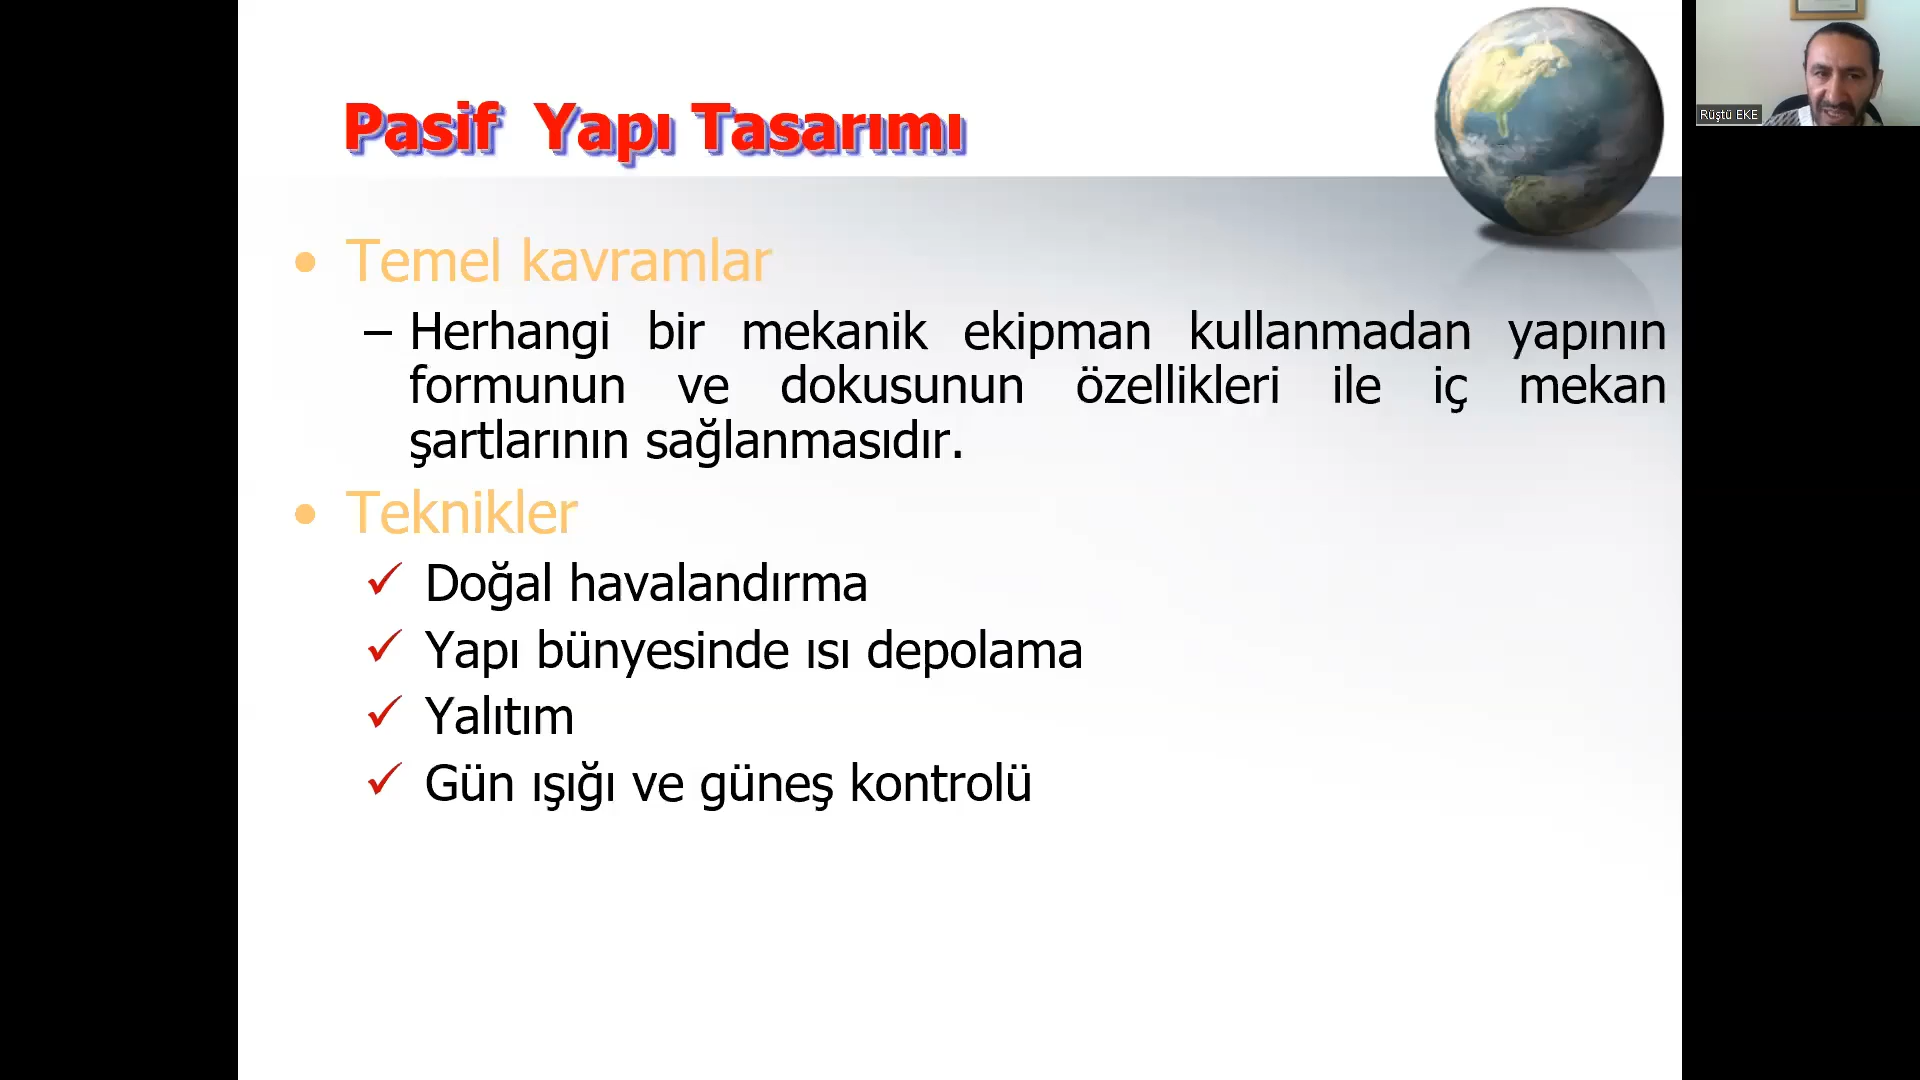 Pasif Yapı Tasarımı
Rüştü EKE
• Temel kavramlar
– Herhangi bir mekanik ekipman kullanmadan yapının
formunun ve dokusunun özellikleri ile iç mekan
şartlarının sağlanmasıdır.
• Teknikler
✓ Doğal havalandırma
✓ Yapı bünyesinde ısı depolama
✓ Yalıtım
✓ Gün ışığı ve güneş kontrolü